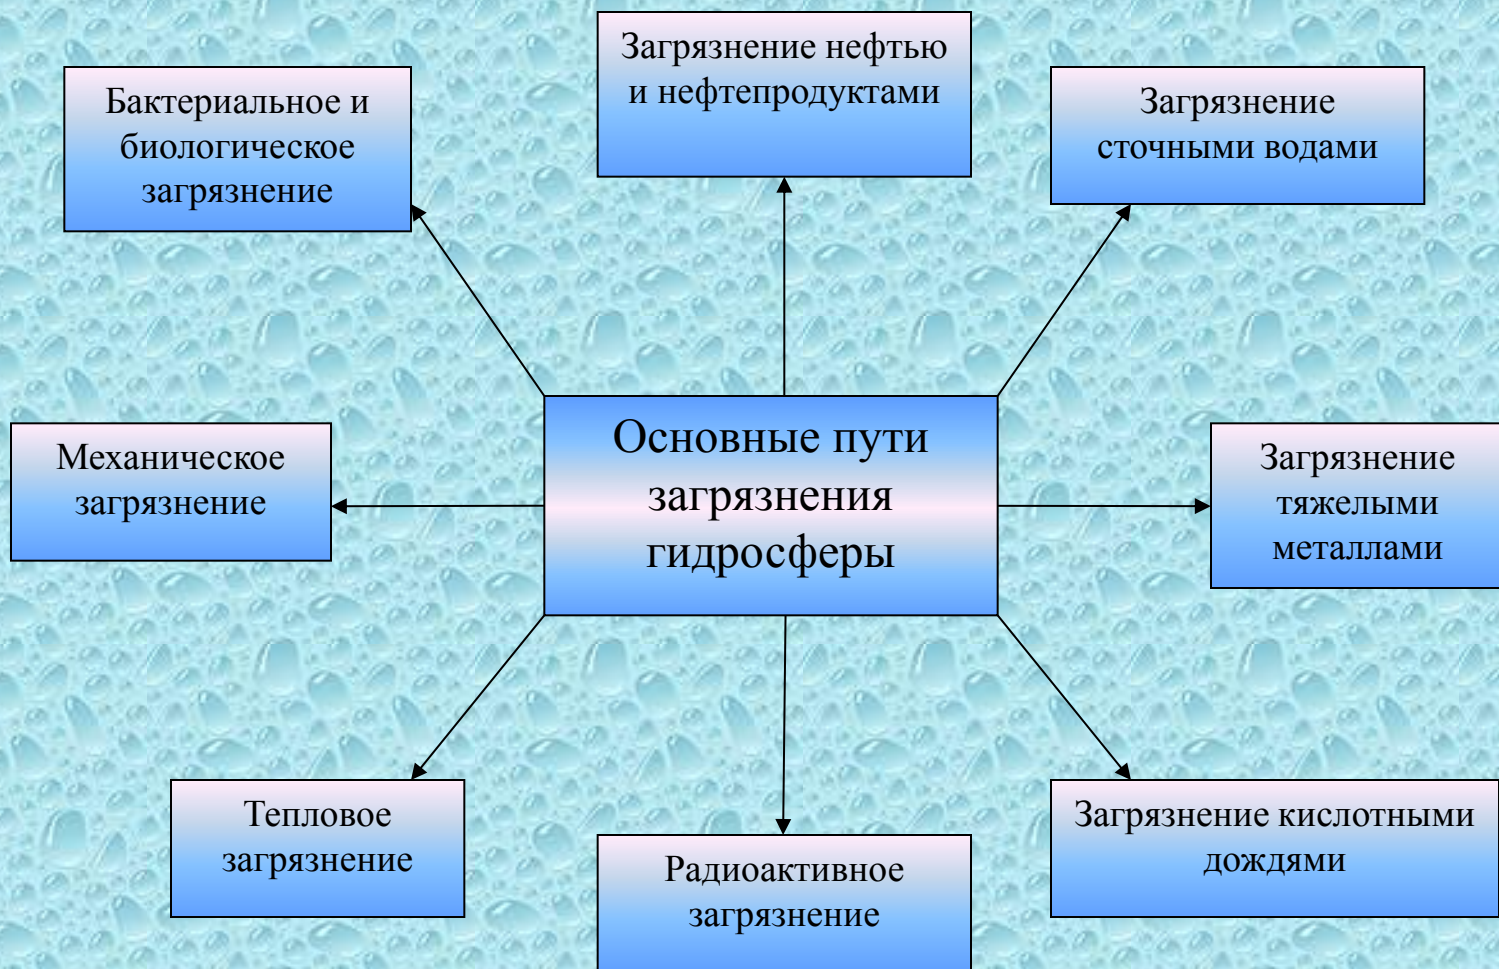 Загрязнение нефтью
и нефтепродуктами
Бактериальное и
биологическое
загрязнение
Загрязнение
сточными водами
Основные пути
загрязнения
гидросферы
Механическое
загрязнение
Загрязнение
тяжелыми
металлами
Тепловое
загрязнение
Радиоактивное
загрязнение
Загрязнение кислотными
дождями